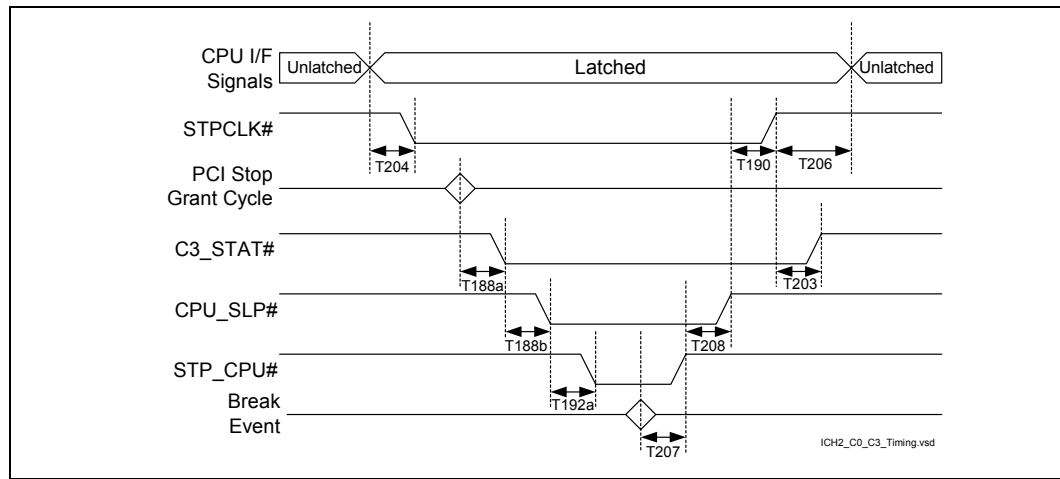 CPU I/F
Signals
Unlatched
Latched
Unlatched
STPCLK#
T204
T190
T206
PCI Stop
Grant Cycle
C3_STAT#
T188a
T203
CPU_SLP#
T188b
T208
STP_CPU#
T192a
Break
Event
T207
ICH2_C0_C3_Timing.vsd